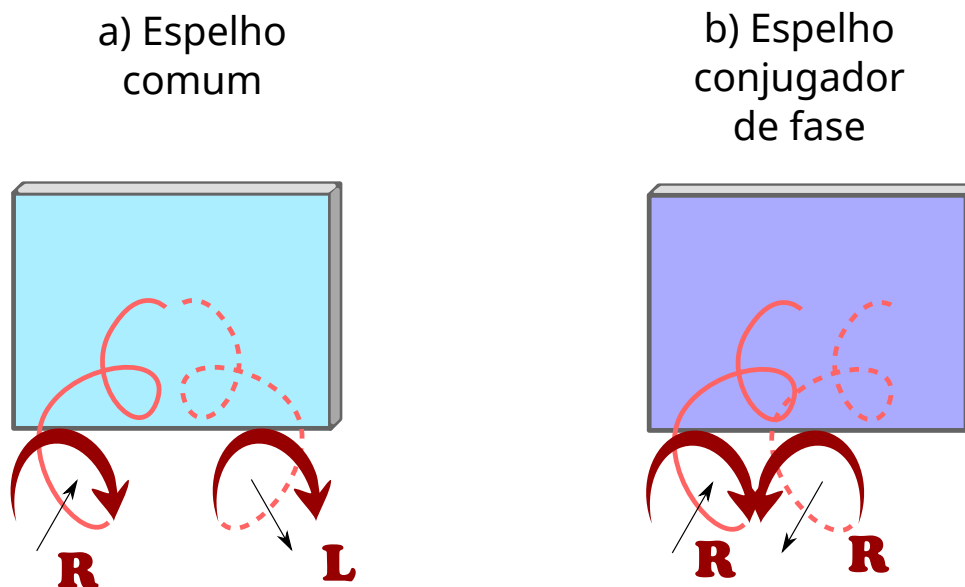 a) Espelho
comum
b) Espelho
conjugador
de fase
R
L
R
R